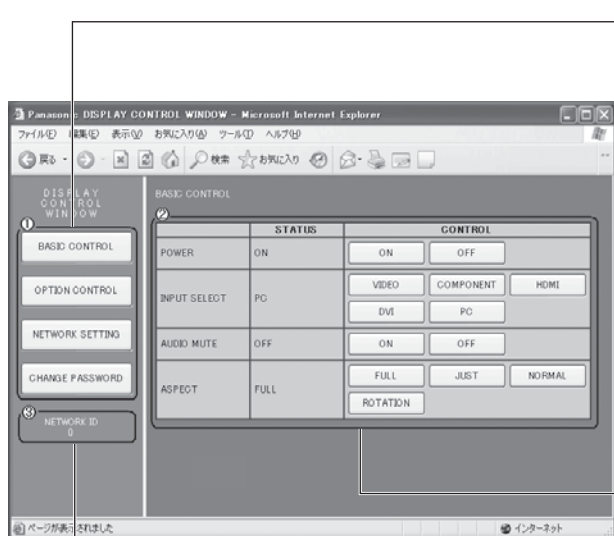 Panasonic DISPLAY CONTROL WINDOW - Microsoft Internet Explorer
ファイル(F) 編集(E) 表示(V) お気に入り(A) ツール(T) ヘルプ(H)
戻る 検索 お気に入り
DISPLAY
CONTROL
WINDOW
①
BASIC CONTROL
OPTION CONTROL
NETWORK SETTING
CHANGE PASSWORD
③
NETWORK ID
0
BASIC CONTROL
②
STATUS CONTROL
POWER ON ON OFF
INPUT SELECT PC VIDEO COMPONENT HDMI
DVI PC
AUDIO MUTE OFF ON OFF
ASPECT FULL FULL JUST NORMAL
ROTATION
ページが表示されました インターネット